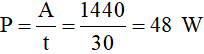 P = A/t = 1440/30 = 48 W